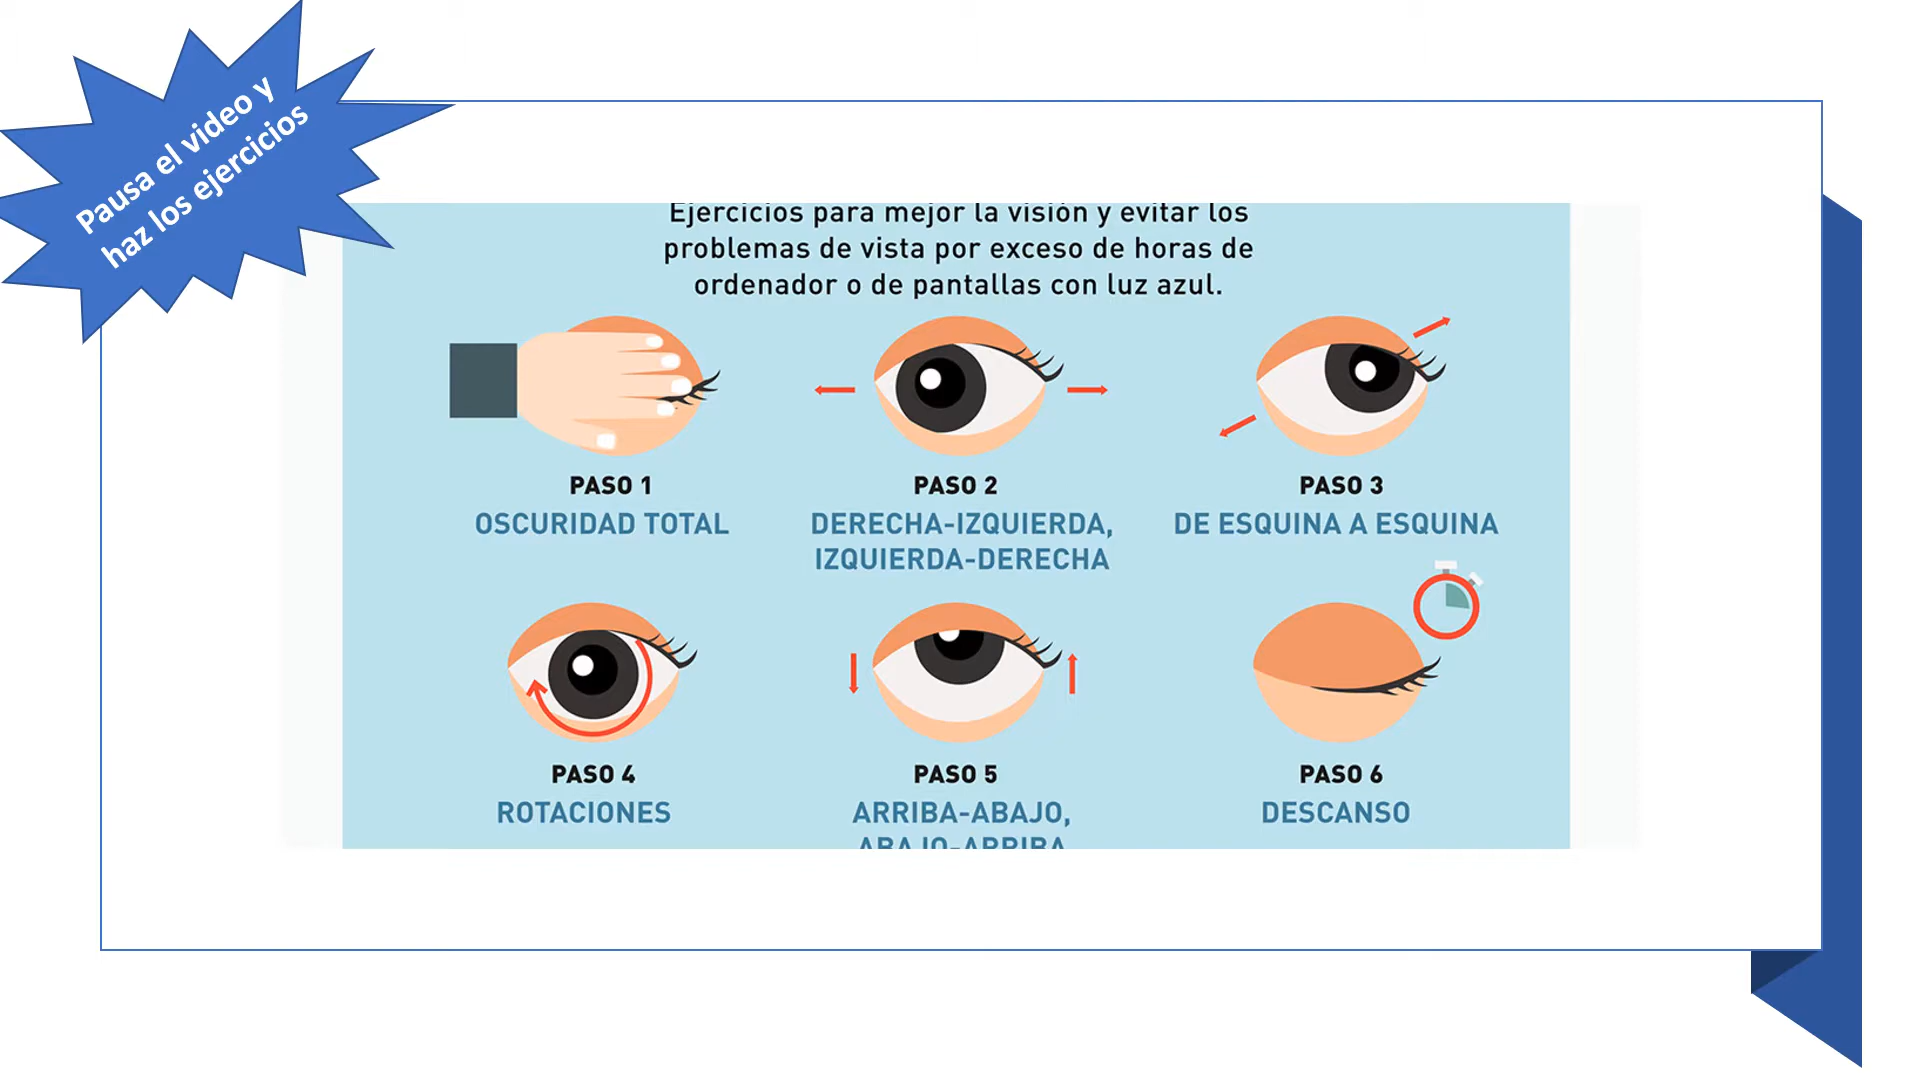 Pausa el video y
haz los ejercicios
Ejercicios para mejor la visión y evitar los
problemas de vista por exceso de horas de
ordenador o de pantallas con luz azul.
PASO 1
OSCURIDAD TOTAL
PASO 2
DERECHA-IZQUIERDA,
IZQUIERDA-DERECHA
PASO 3
DE ESQUINA A ESQUINA
PASO 4
ROTACIONES
PASO 5
ARRIBA-ABAJO,
ABAJO-ARRIBA
PASO 6
DESCANSO